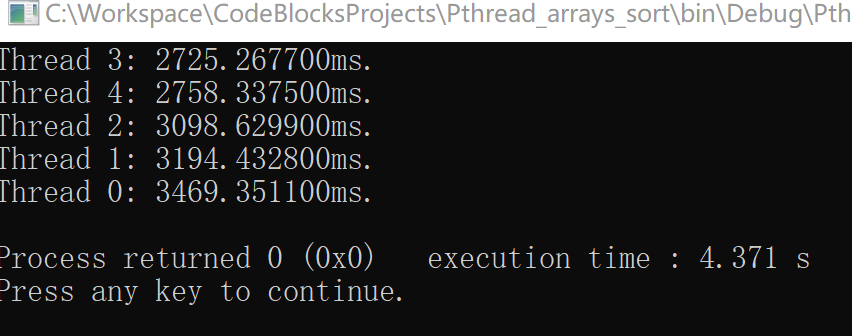 C:\Workspace\CodeBlocksProjects\Pthread_arrays_sort\bin\Debug\Pth
Thread 3: 2725.267700ms.
Thread 4: 2758.337500ms.
Thread 2: 3098.629900ms.
Thread 1: 3194.432800ms.
Thread 0: 3469.351100ms.
Process returned 0 (0x0)   execution time : 4.371 s
Press any key to continue.